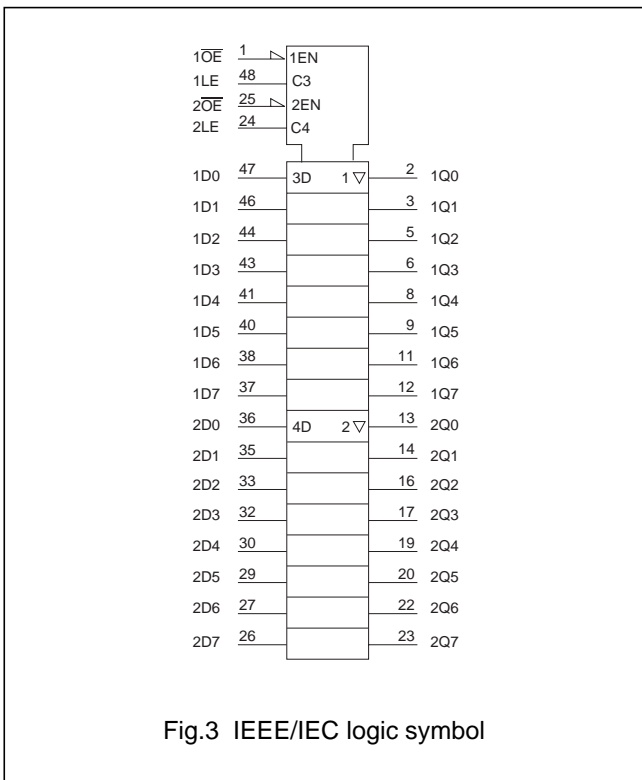 1O̅E̅ 1 1EN
1LE 48 C3
2O̅E̅ 25 2EN
2LE 24 C4
1D0 47 3D 1 ▽ 2 1Q0
1D1 46 3 1Q1
1D2 44 5 1Q2
1D3 43 6 1Q3
1D4 41 8 1Q4
1D5 40 9 1Q5
1D6 38 11 1Q6
1D7 37 12 1Q7
2D0 36 4D 2 ▽ 13 2Q0
2D1 35 14 2Q1
2D2 33 16 2Q2
2D3 32 17 2Q3
2D4 30 19 2Q4
2D5 29 20 2Q5
2D6 27 22 2Q6
2D7 26 23 2Q7
Fig.3 IEEE/IEC logic symbol